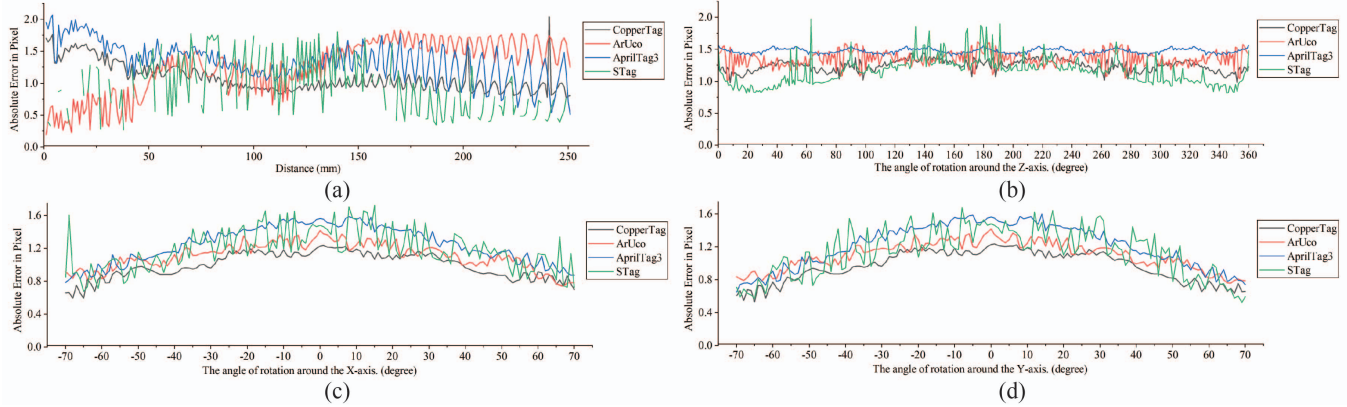 Absolute Error in Pixel
2.0
1.5
1.0
0.5
0.0
0
50
100
150
200
250
Distance (mm)
CopperTag
ArUco
AprilTag3
STag
(a)
Absolute Error in Pixel
2.0
1.5
1.0
0.5
0.0
0 20 40 60 80 100 120 140 160 180 200 220 240 260 280 300 320 340 360
The angle of rotation around the Z-axis. (degree)
CopperTag
ArUco
AprilTag3
STag
(b)
Absolute Error in Pixel
1.6
1.2
0.8
0.4
0.0
-70 -60 -50 -40 -30 -20 -10 0 10 20 30 40 50 60 70
The angle of rotation around the X-axis. (degree)
CopperTag
ArUco
AprilTag3
STag
(c)
Absolute Error in Pixel
1.6
1.2
0.8
0.4
0.0
-70 -60 -50 -40 -30 -20 -10 0 10 20 30 40 50 60 70
The angle of rotation around the Y-axis. (degree)
CopperTag
ArUco
AprilTag3
STag
(d)